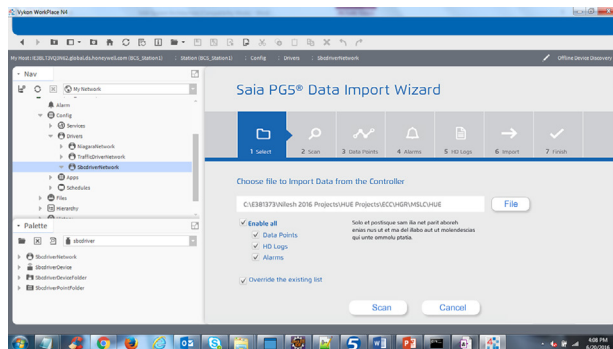 Vykon WorkPlace N4
My Host : IE3BLT3VQ3N62.global.ds.honeywell.com (BCS_Station1) : Station (BCS_Station1) : Config : Drivers : SbcdriverNetwork
Offline Device Discovery
Nav
My Network
Alarm
Config
Services
Drivers
NiagaraNetwork
TraffixDriverNetwork
SbcdriverNetwork
Apps
Schedules
Files
Hierarchy
Palette
sbcdriver
SbcdriverNetwork
SbcdriverDevice
SbcdriverDeviceFolder
SbcdriverPointFolder
Saia PG5® Data Import Wizard
1 Select
2 Scan
3 Data Points
4 Alarms
5 HD Logs
6 Import
7 Finish
Choose file to Import Data from the Controller
C:\E381373\Nilesh 2016 Projects\HUE Projects\ECC\HGR\MSLC\HUE
File
Enable all
Data Points
HD Logs
Alarms
Solo et postisque sam ilia net parit aboreh
enias nus ut et ma del illabo aut ut molendescias
qui unte ommolu ptatia.
Override the existing list
Scan
Cancel
4:08 PM
6/20/2016